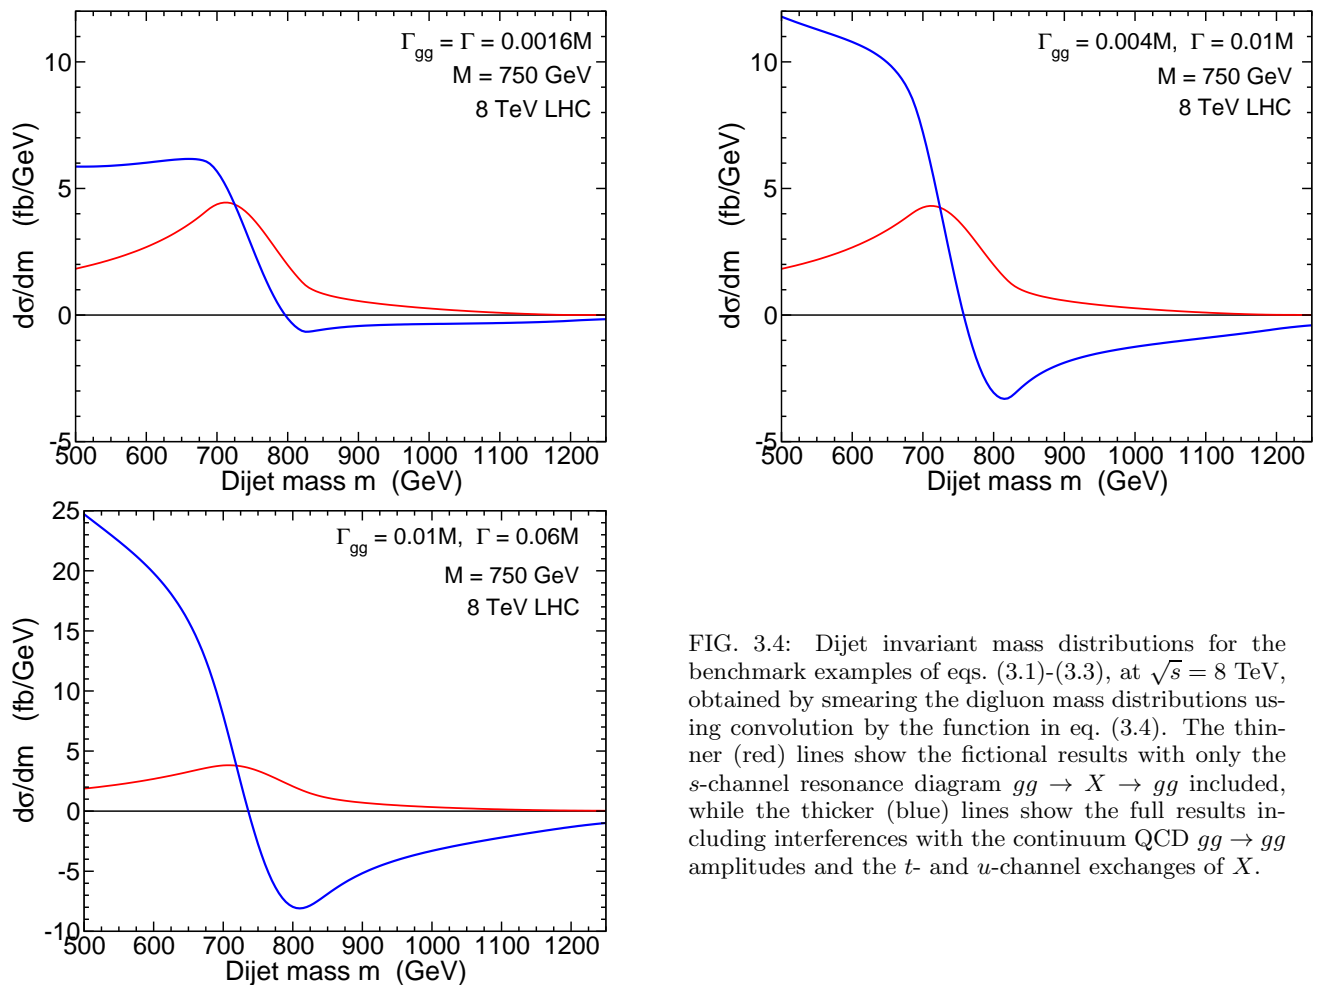 10
5
0
-5
dσ/dm (fb/GeV)
Γgg = Γ = 0.0016M
M = 750 GeV
8 TeV LHC
500 600 700 800 900 1000 1100 1200
Dijet mass m (GeV)
10
5
0
-5
dσ/dm (fb/GeV)
Γgg = 0.004M, Γ = 0.01M
M = 750 GeV
8 TeV LHC
500 600 700 800 900 1000 1100 1200
Dijet mass m (GeV)
25
20
15
10
5
0
-5
-10
dσ/dm (fb/GeV)
Γgg = 0.01M, Γ = 0.06M
M = 750 GeV
8 TeV LHC
500 600 700 800 900 1000 1100 1200
Dijet mass m (GeV)
FIG. 3.4: Dijet invariant mass distributions for the
benchmark examples of eqs. (3.1)-(3.3), at √s = 8 TeV,
obtained by smearing the digluon mass distributions us-
ing convolution by the function in eq. (3.4). The thin-
ner (red) lines show the fictional results with only the
s-channel resonance diagram gg → X → gg included,
while the thicker (blue) lines show the full results in-
cluding interferences with the continuum QCD gg → gg
amplitudes and the t- and u-channel exchanges of X.